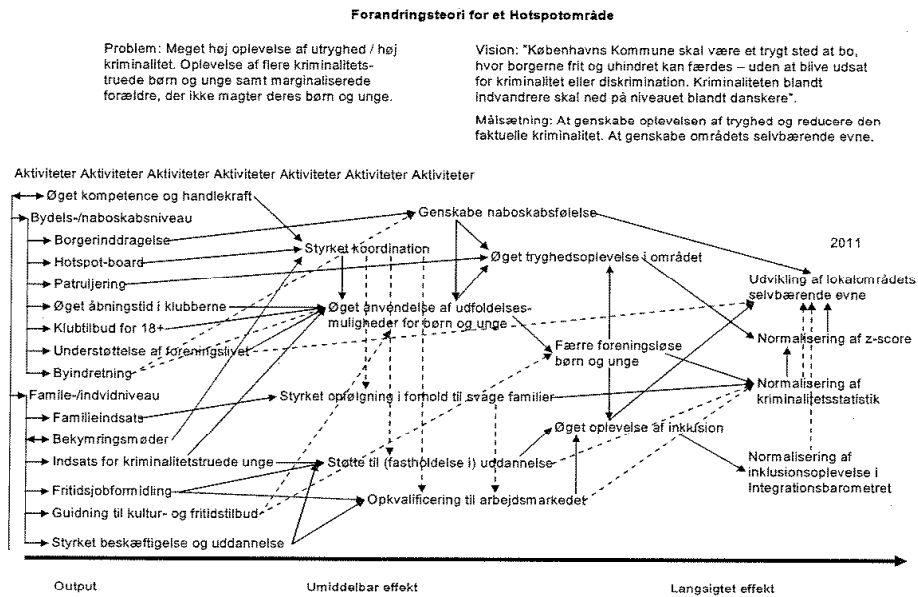 Forandringsteori for et Hotspotområde
Problem: Meget høj oplevelse af utryghed / høj
kriminalitet. Oplevelse af flere kriminalitets-
truede børn og unge samt marginaliserede
forældre, der ikke magter deres børn og unge.
Vision: "Københavns Kommune skal være et trygt sted at bo,
hvor borgerne frit og uhindret kan færdes – uden at blive udsat
for kriminalitet eller diskrimination. Kriminaliteten blandt
indvandrere skal ned på niveauet blandt danskere".
Målsætning: At genskabe oplevelsen af tryghed og reducere den
faktuelle kriminalitet. At genskabe områdets selvbærende evne.
Aktiviteter Aktiviteter Aktiviteter Aktiviteter Aktiviteter Aktiviteter Aktiviteter
Øget kompetence og handlekraft
Bydels-/naboskabsniveau
Borgerinddragelse
Hotspot-board
Patruljering
Øget åbningstid i klubberne
Klubtilbud for 18+
Understøttelse af foreningslivet
Byindretning
Famile-/indvidniveau
Familieindsats
Bekymringsmøder
Indsats for kriminalitetstruede unge
Fritidsjobformidling
Guidning til kultur- og fritidstilbud
Styrket beskæftigelse og uddannelse
Genskabe naboskabsfølelse
Styrket koordination
Øget tryghedsoplevelse i området
Øget anvendelse af udfoldelses-
muligheder for børn og unge
Færre foreningsløse
børn og unge
Styrket opfølgning i forhold til svage familier
Øget oplevelse af inklusion
Støtte til (fastholdelse i) uddannelse
Opkvalificering til arbejdsmarkedet
2011
Udvikling af lokalområdets
selvbærende evne
Normalisering af z-score
Normalisering af
kriminalitetsstatistik
Normalisering af
inklusionsoplevelse i
Integrationsbarometret
Output
Umiddelbar effekt
Langsigtet effekt